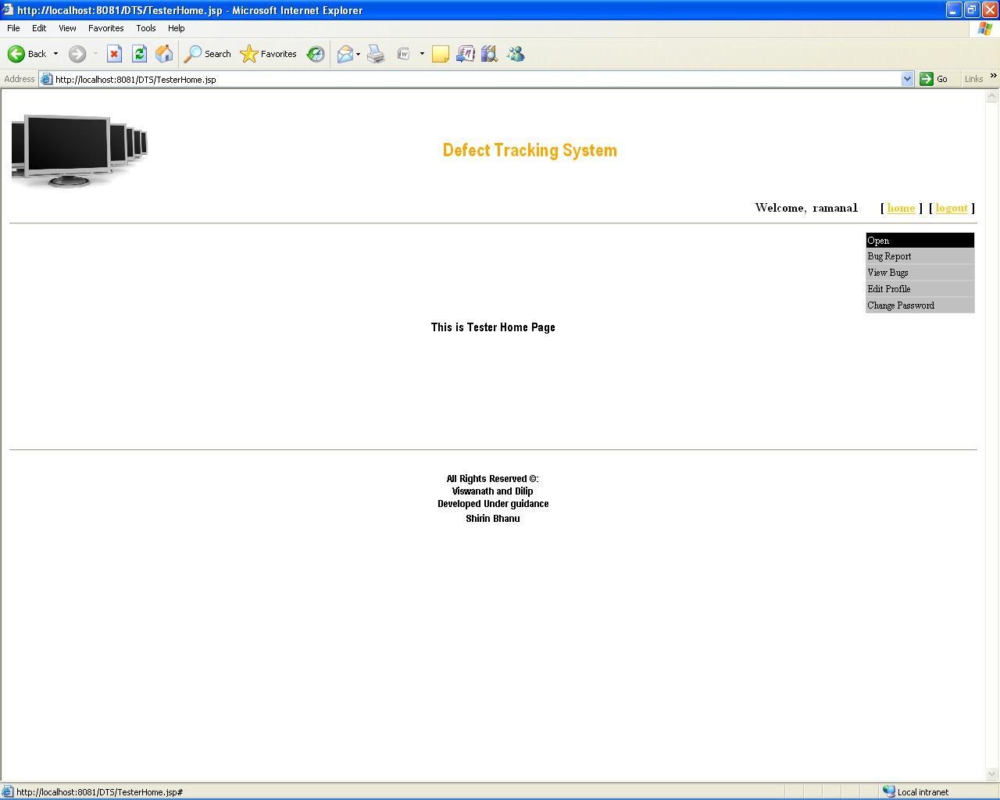 http://localhost:8081/DTS/TesterHome.jsp - Microsoft Internet Explorer
File Edit View Favorites Tools Help
Back Search Favorites
Address http://localhost:8081/DTS/TesterHome.jsp Go Links »
Defect Tracking System
Welcome, ramana1 [ home ] [ logout ]
Open
Bug Report
View Bugs
Edit Profile
Change Password
This is Tester Home Page
All Rights Reserved ©:
Viswanath and Dilip
Developed Under guidance
Shirin Bhanu
http://localhost:8081/DTS/TesterHome.jsp# Local intranet